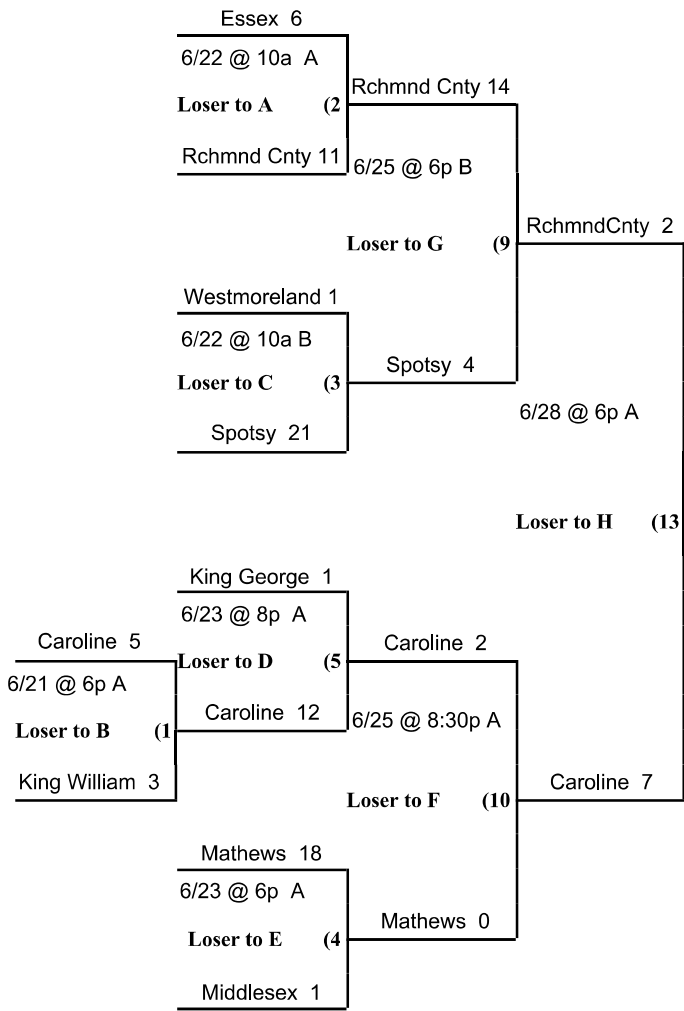 Essex 6
6/22 @ 10a A
Loser to A (2
Rchmnd Cnty 14
Rchmnd Cnty 11
6/25 @ 6p B
Loser to G (9
RchmndCnty 2
Westmoreland 1
6/22 @ 10a B
Loser to C (3
Spotsy 4
Spotsy 21
6/28 @ 6p A
Loser to H (13
King George 1
6/23 @ 8p A
Caroline 5
Loser to D (5
Caroline 2
6/21 @ 6p A
Caroline 12
6/25 @ 8:30p A
Loser to B (1
King William 3
Loser to F (10
Caroline 7
Mathews 18
6/23 @ 6p A
Loser to E (4
Mathews 0
Middlesex 1